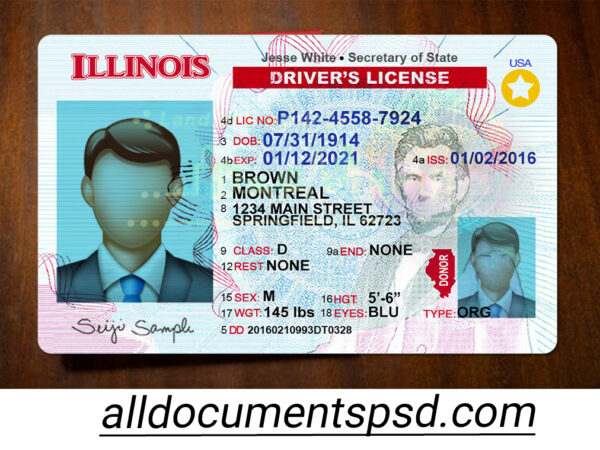 ILLINOIS
Jesse White • Secretary of State
DRIVER'S LICENSE
USA
4d LIC NO: P142-4558-7924
3 DOB: 07/31/1914
4b EXP: 01/12/2021 4a ISS: 01/02/2016
1 BROWN
2 MONTREAL
8 1234 MAIN STREET
SPRINGFIELD, IL 62723
9 CLASS: D 9a END: NONE
12 REST NONE
DONOR
15 SEX: M 16 HGT: 5'-6"
17 WGT: 145 lbs 18 EYES: BLU TYPE: ORG
5 DD 20160210993DT0328
Seiji Sample
alldocumentspsd.com